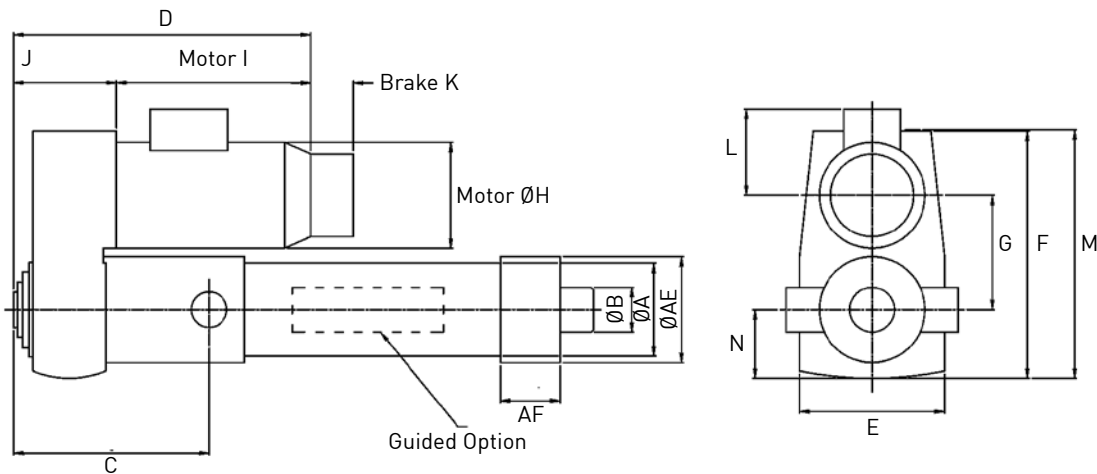 D
J
Motor I
Brake K
Motor ØH
ØB
ØA
ØAE
AF
Guided Option
C
L
G
F
M
N
E